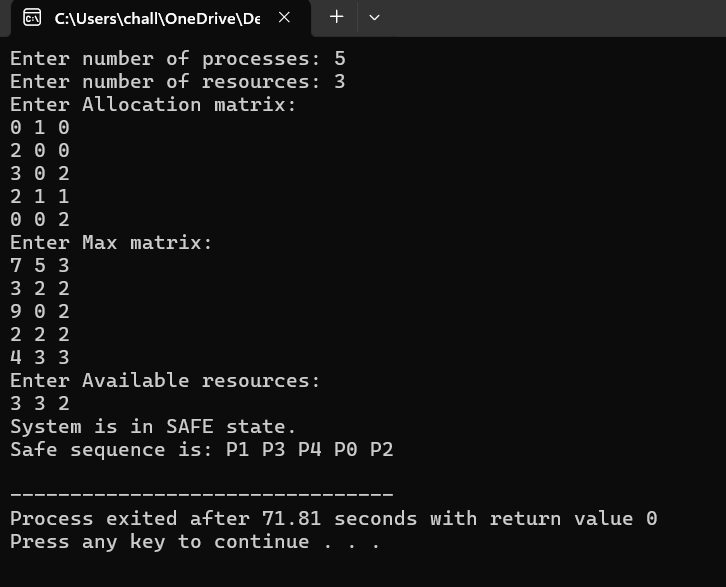 C:\Users\chall\OneDrive\De
Enter number of processes: 5
Enter number of resources: 3
Enter Allocation matrix:
0 1 0
2 0 0
3 0 2
2 1 1
0 0 2
Enter Max matrix:
7 5 3
3 2 2
9 0 2
2 2 2
4 3 3
Enter Available resources:
3 3 2
System is in SAFE state.
Safe sequence is: P1 P3 P4 P0 P2
--------------------------------
Process exited after 71.81 seconds with return value 0
Press any key to continue . . .